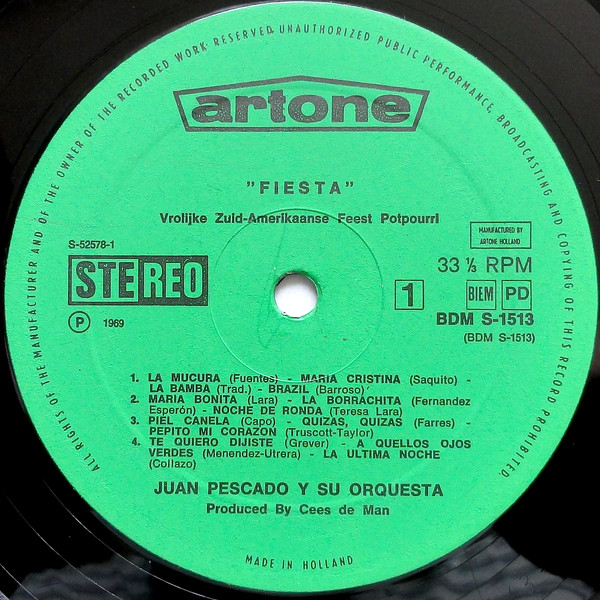 ALL RIGHTS OF THE MANUFACTURER AND OF THE OWNER OF THE RECORDED WORK RESERVED. UNAUTHORIZED PUBLIC PERFORMANCE, BROADCASTING AND COPYING OF THIS RECORD PROHIBITED.
artone
"FIESTA"
Vrolijke Zuid-Amerikaanse Feest Potpourri
MANUFACTURED BY
ARTONE HOLLAND
S-52578-1
STEREO
33 ⅓ RPM
1
BIEM PD
BDM S-1513
(BDM S-1513)
Ⓟ 1969
1. LA MUCURA (Fuentes) - MARIA CRISTINA (Saquito) -
LA BAMBA (Trad.) - BRAZIL (Barroso)
2. MARIA BONITA (Lara) - LA BORRACHITA (Fernandez
Esperón) - NOCHE DE RONDA (Teresa Lara)
3. PIEL CANELA (Capo) - QUIZAS, QUIZAS (Farres) -
PEPITO MI CORAZON (Truscott-Taylor)
4. TE QUIERO DIJISTE (Grever) - A QUELLOS OJOS
VERDES (Menendez-Utrera) - LA ULTIMA NOCHE
(Collazo)
JUAN PESCADO Y SU ORQUESTA
Produced By Cees de Man
MADE IN HOLLAND